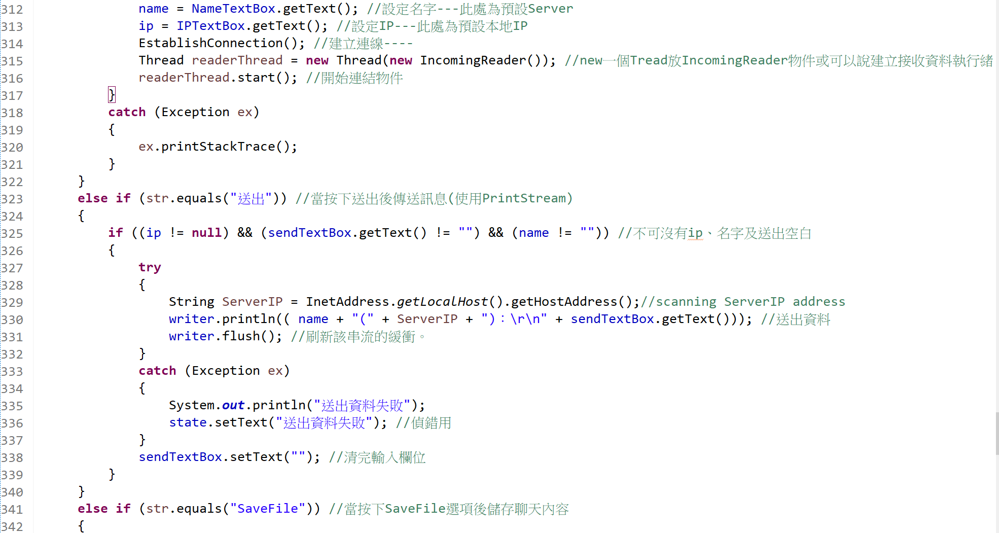 312 name = NameTextBox.getText(); //設定名字---此處為預設Server
313 ip = IPTextBox.getText(); //設定IP---此處為預設本地IP
314 EstablishConnection(); //建立連線----
315 Thread readerThread = new Thread(new IncomingReader()); //new一個Tread放IncomingReader物件或可以說建立接收資料執行緒
316 readerThread.start(); //開始連結物件
317 }
318 catch (Exception ex)
319 {
320 ex.printStackTrace();
321 }
322 }
323 else if (str.equals("送出")) //當按下送出後傳送訊息(使用PrintStream)
324 {
325 if ((ip != null) && (sendTextBox.getText() != "") && (name != "")) //不可沒有ip、名字及送出空白
326 {
327 try
328 {
329 String ServerIP = InetAddress.getLocalHost().getHostAddress();//scanning ServerIP address
330 writer.println(( name + "(" + ServerIP + ")：\r\n" + sendTextBox.getText())); //送出資料
331 writer.flush(); //刷新該串流的緩衝。
332 }
333 catch (Exception ex)
334 {
335 System.out.println("送出資料失敗");
336 state.setText("送出資料失敗"); //偵錯用
337 }
338 sendTextBox.setText(""); //清完輸入欄位
339 }
340 }
341 else if (str.equals("SaveFile")) //當按下SaveFile選項後儲存聊天內容
342 {